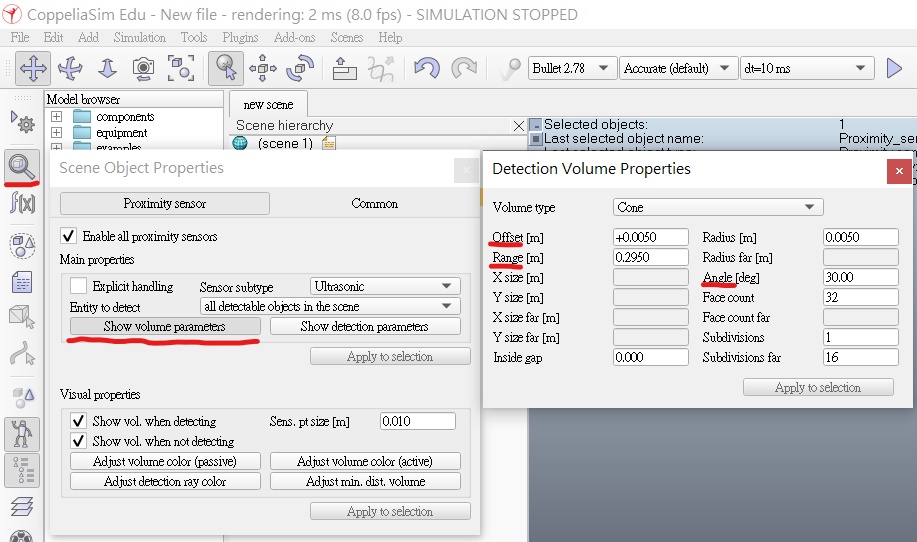 CoppeliaSim Edu - New file - rendering: 2 ms (8.0 fps) - SIMULATION STOPPED
File Edit Add Simulation Tools Plugins Add-ons Scenes Help
Bullet 2.78 Accurate (default) dt=10 ms
Model browser
components
equipment
examples
new scene
Scene hierarchy
(scene 1)
Selected objects: 1
Last selected object name: Proximity_sen
f(x)
Scene Object Properties
Proximity sensor Common
Enable all proximity sensors
Main properties
Explicit handling Sensor subtype Ultrasonic
Entity to detect all detectable objects in the scene
Show volume parameters Show detection parameters
Apply to selection
Visual properties
Show vol. when detecting Sens. pt size [m] 0.010
Show vol. when not detecting
Adjust volume color (passive) Adjust volume color (active)
Adjust detection ray color Adjust min. dist. volume
Apply to selection
Detection Volume Properties
Volume type Cone
Offset [m] +0.0050 Radius [m] 0.0050
Range [m] 0.2950 Radius far [m]
X size [m] Angle [deg] 30.00
Y size [m] Face count 32
X size far [m] Face count far
Y size far [m] Subdivisions 1
Inside gap 0.000 Subdivisions far 16
Apply to selection